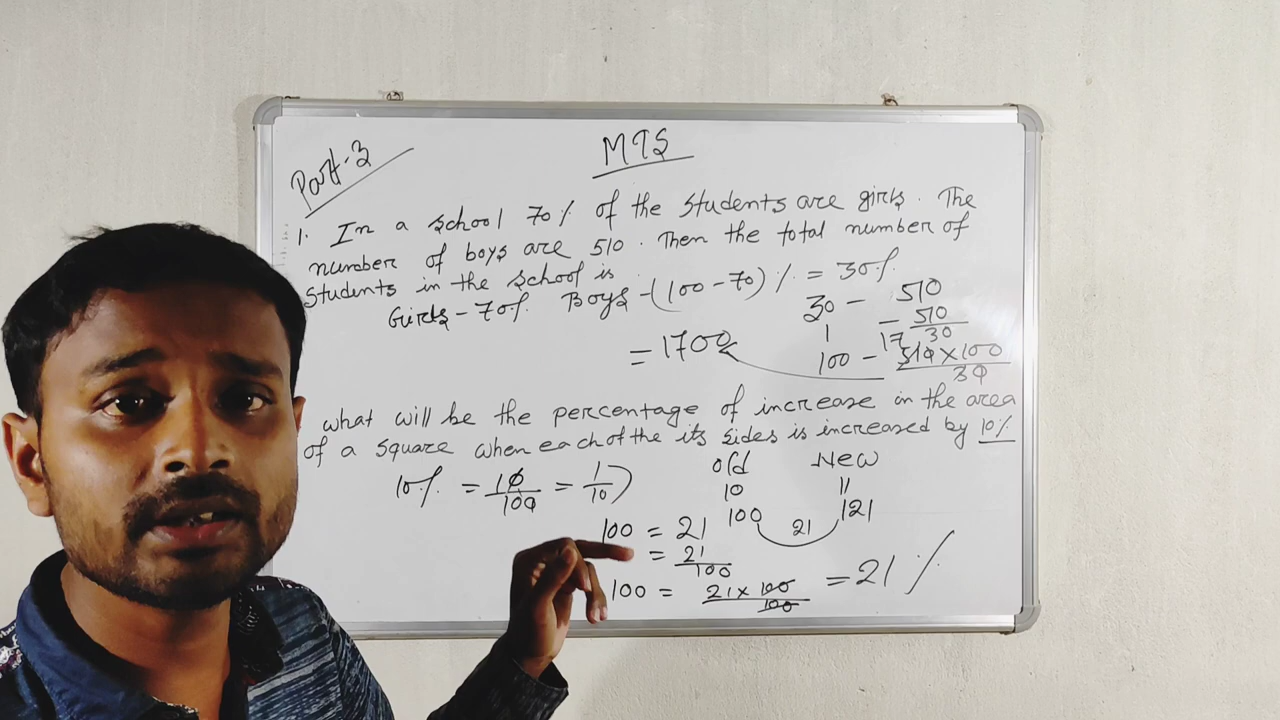 Part-3
MTS
1. In a school 70% of the students are girls. The
number of boys are 510. Then the total number of
students in the school is
Girls - 70% Boys - (100 - 70) % = 30%
30 - 510
1 - 510/30
= 1700
17
100 - 510 × 100/30
what will be the percentage of increase in the area
of a square when each of the its sides is increased by 10%
old New
10% = 10/100 = 1/10)
10 11
100 21 121
100 = 21
= 21/100
100 = 21 × 100/100 = 21 %